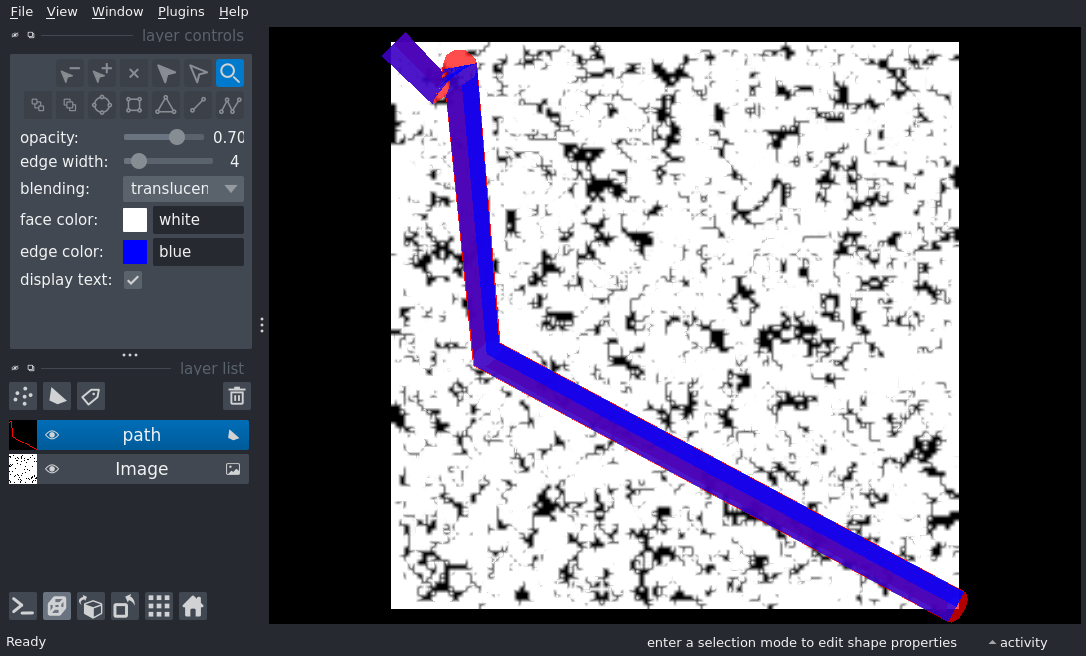 File View Window Plugins Help
layer controls
opacity: 0.70
edge width: 4
blending: translucen
face color: white
edge color: blue
display text:
layer list
path
Image
Ready
enter a selection mode to edit shape properties
activity